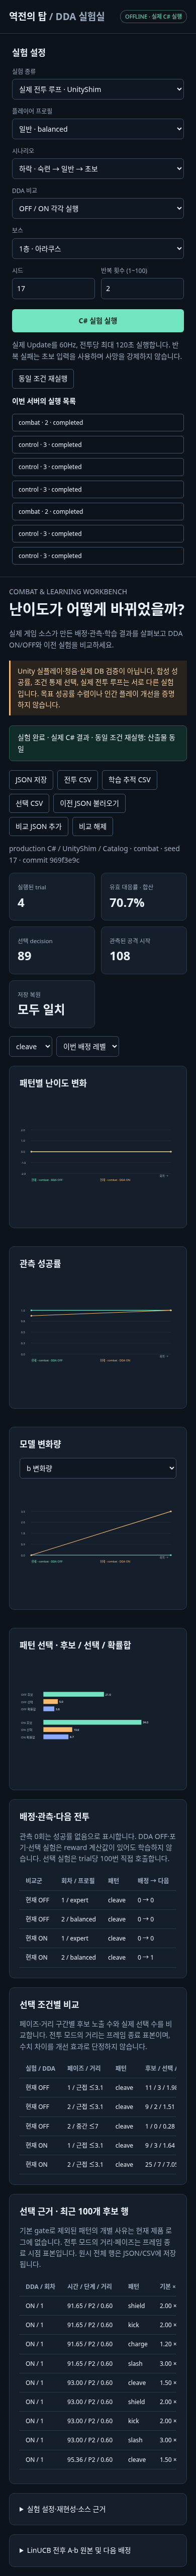 역전의 탑 / DDA 실험실
OFFLINE · 실제 C# 실행
실험 설정
실험 종류
실제 전투 루프 · UnityShim
플레이어 프로필
일반 · balanced
시나리오
하락 · 숙련 → 일반 → 초보
DDA 비교
OFF / ON 각각 실행
보스
1층 · 아라쿠스
시드
반복 횟수 (1~100)
17
2
C# 실험 실행
실제 Update를 60Hz, 전투당 최대 120초 실행합니다. 반복 실패는 초보 입력을 사용하며 사망을 강제하지 않습니다.
동일 조건 재실행
이번 서버의 실행 목록
combat · 2 · completed
control · 3 · completed
control · 3 · completed
control · 3 · completed
combat · 2 · completed
control · 3 · completed
control · 3 · completed
COMBAT & LEARNING WORKBENCH
난이도가 어떻게 바뀌었을까?
실제 게임 소스가 만든 배정·관측·학습 결과를 살펴보고 DDA ON/OFF와 이전 실험을 비교하세요.
Unity 실플레이·정음·실제 DB 검증이 아닙니다. 합성 성공률, 조건 통제 선택, 실제 전투 루프는 서로 다른 실험입니다. 목표 성공률 수렴이나 인간 플레이 개선을 증명하지 않습니다.
실험 완료 · 실제 C# 결과 · 동일 조건 재실행: 산출물 동일
JSON 저장
전투 CSV
학습 추적 CSV
선택 CSV
이전 JSON 불러오기
비교 JSON 추가
비교 해제
production C# / UnityShim / Catalog · combat · seed 17 · commit 969f3e9c
실행된 trial
4
유효 홀대응 · 합산
70.7%
선택 decision
89
관측된 공격 시작
108
저장 복원
모두 일치
cleave
이번 배정 레벨
패턴별 난이도 변화
관측 성공률
모델 변화량
b 변화량
패턴 선택 · 후보 / 선택 / 확률합
배정·관측·다음 전투
관측 0회는 성공률 없음으로 표시합니다. DDA OFF·포기·선택 실험은 reward 계산값이 있어도 학습하지 않습니다. 선택 실험은 trial당 100번 직접 호출합니다.
비교군 회차 / 프로필 패턴 배정 → 다음
현재 OFF 1 / expert cleave 0 → 0
현재 OFF 2 / balanced cleave 0 → 0
현재 ON 1 / expert cleave 0 → 0
현재 ON 2 / balanced cleave 0 → 1
선택 조건별 비교
페이즈·거리 구간별 후보 노출 수와 실제 선택 수를 비교합니다. 전투 모드의 거리는 프레임 종료 표본이며, 수치 차이를 개선 효과로 단정하지 않습니다.
실험 / DDA 페이즈 / 거리 패턴 후보 / 선택 /
현재 OFF 1 / 근접 ≤3.1 cleave 11 / 3 / 1.98
현재 OFF 2 / 근접 ≤3.1 cleave 9 / 2 / 1.51
현재 OFF 2 / 중간 ≤7 cleave 1 / 0 / 0.28
현재 ON 1 / 근접 ≤3.1 cleave 9 / 3 / 1.64
현재 ON 2 / 근접 ≤3.1 cleave 25 / 7 / 7.05
선택 근거 · 최근 100개 후보 행
기본 gate로 제외된 패턴의 개별 사유는 현재 제품 로그에 없습니다. 전투 모드의 거리·페이즈는 프레임 종료 시점 표본입니다. 원시 전체 행은 JSON/CSV에 저장됩니다.
DDA / 회차 시간 / 단계 / 거리 패턴 기본 ×
ON / 1 91.65 / P2 / 0.60 shield 2.00 ×
ON / 1 91.65 / P2 / 0.60 kick 2.00 ×
ON / 1 91.65 / P2 / 0.60 charge 1.20 ×
ON / 1 91.65 / P2 / 0.60 slash 3.00 ×
ON / 1 93.00 / P2 / 0.60 cleave 1.50 ×
ON / 1 93.00 / P2 / 0.60 shield 2.00 ×
ON / 1 93.00 / P2 / 0.60 kick 2.00 ×
ON / 1 93.00 / P2 / 0.60 slash 3.00 ×
ON / 1 95.36 / P2 / 0.60 cleave 1.50 ×
▶ 실험 설정·재현성·소스 근거
▶ LinUCB 전후 A·b 원본 및 다음 배정